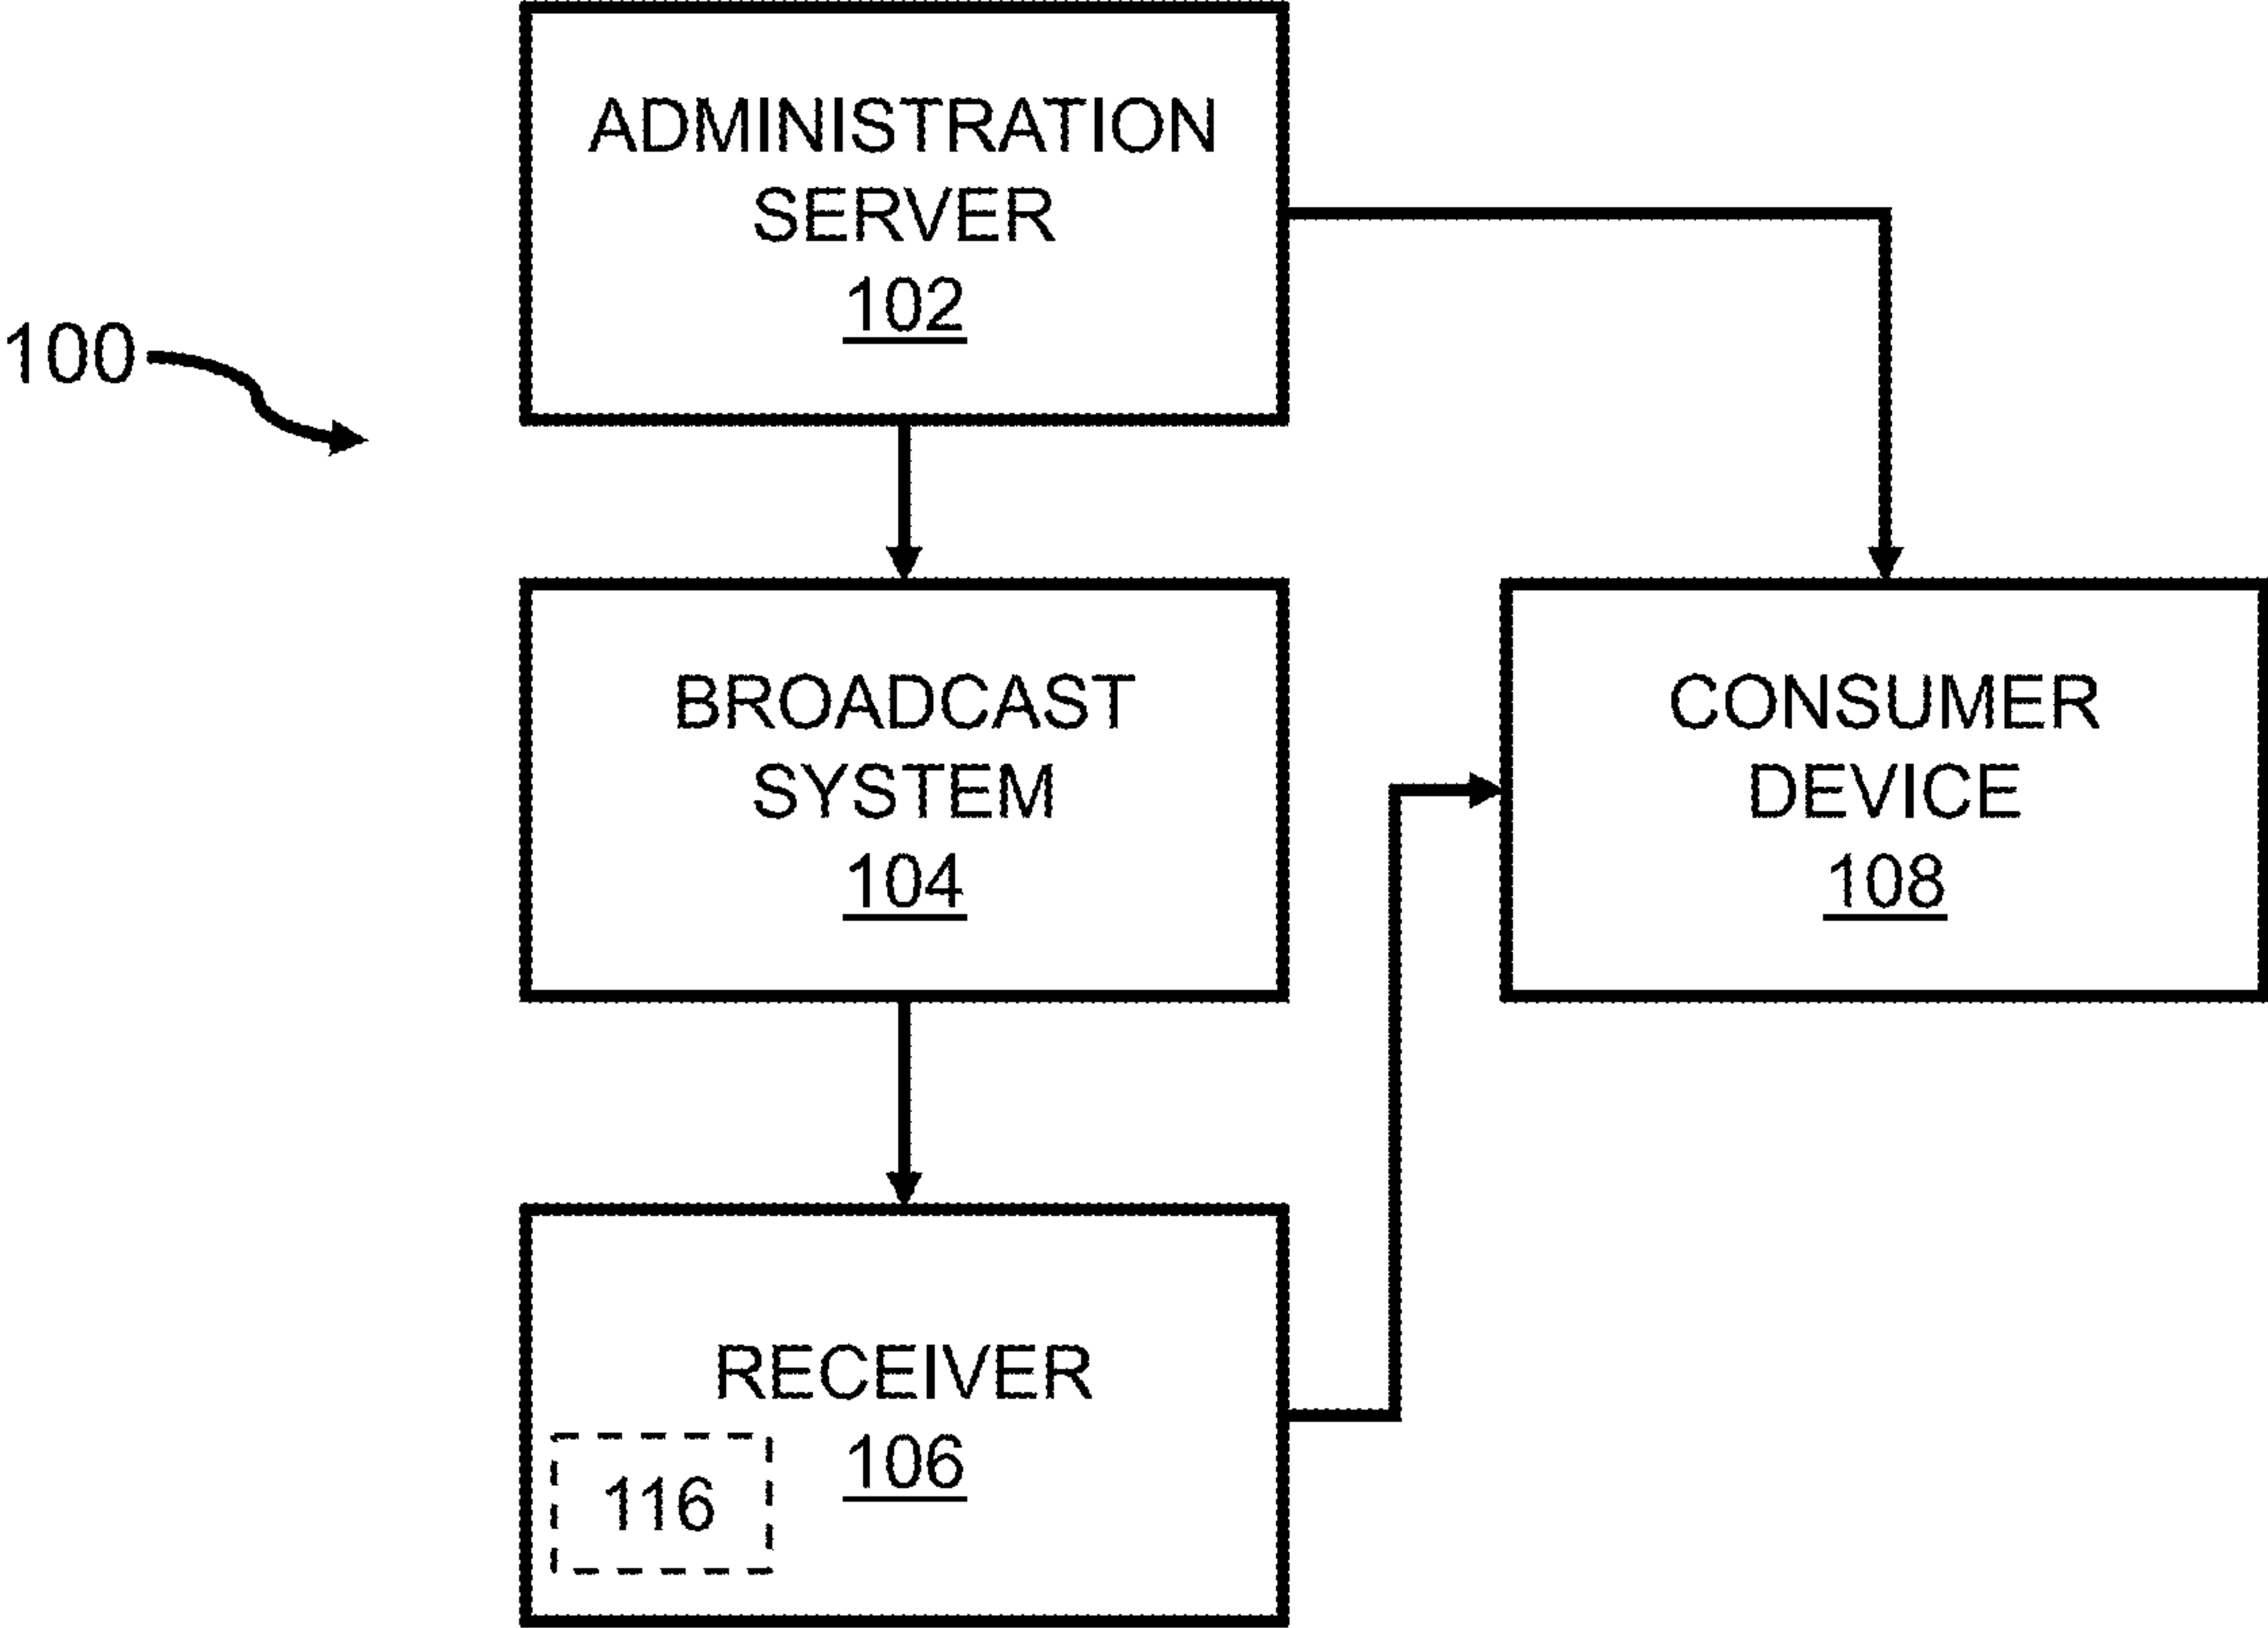 ADMINISTRATION
SERVER
102
100
BROADCAST
SYSTEM
104
CONSUMER
DEVICE
108
RECEIVER
106
116